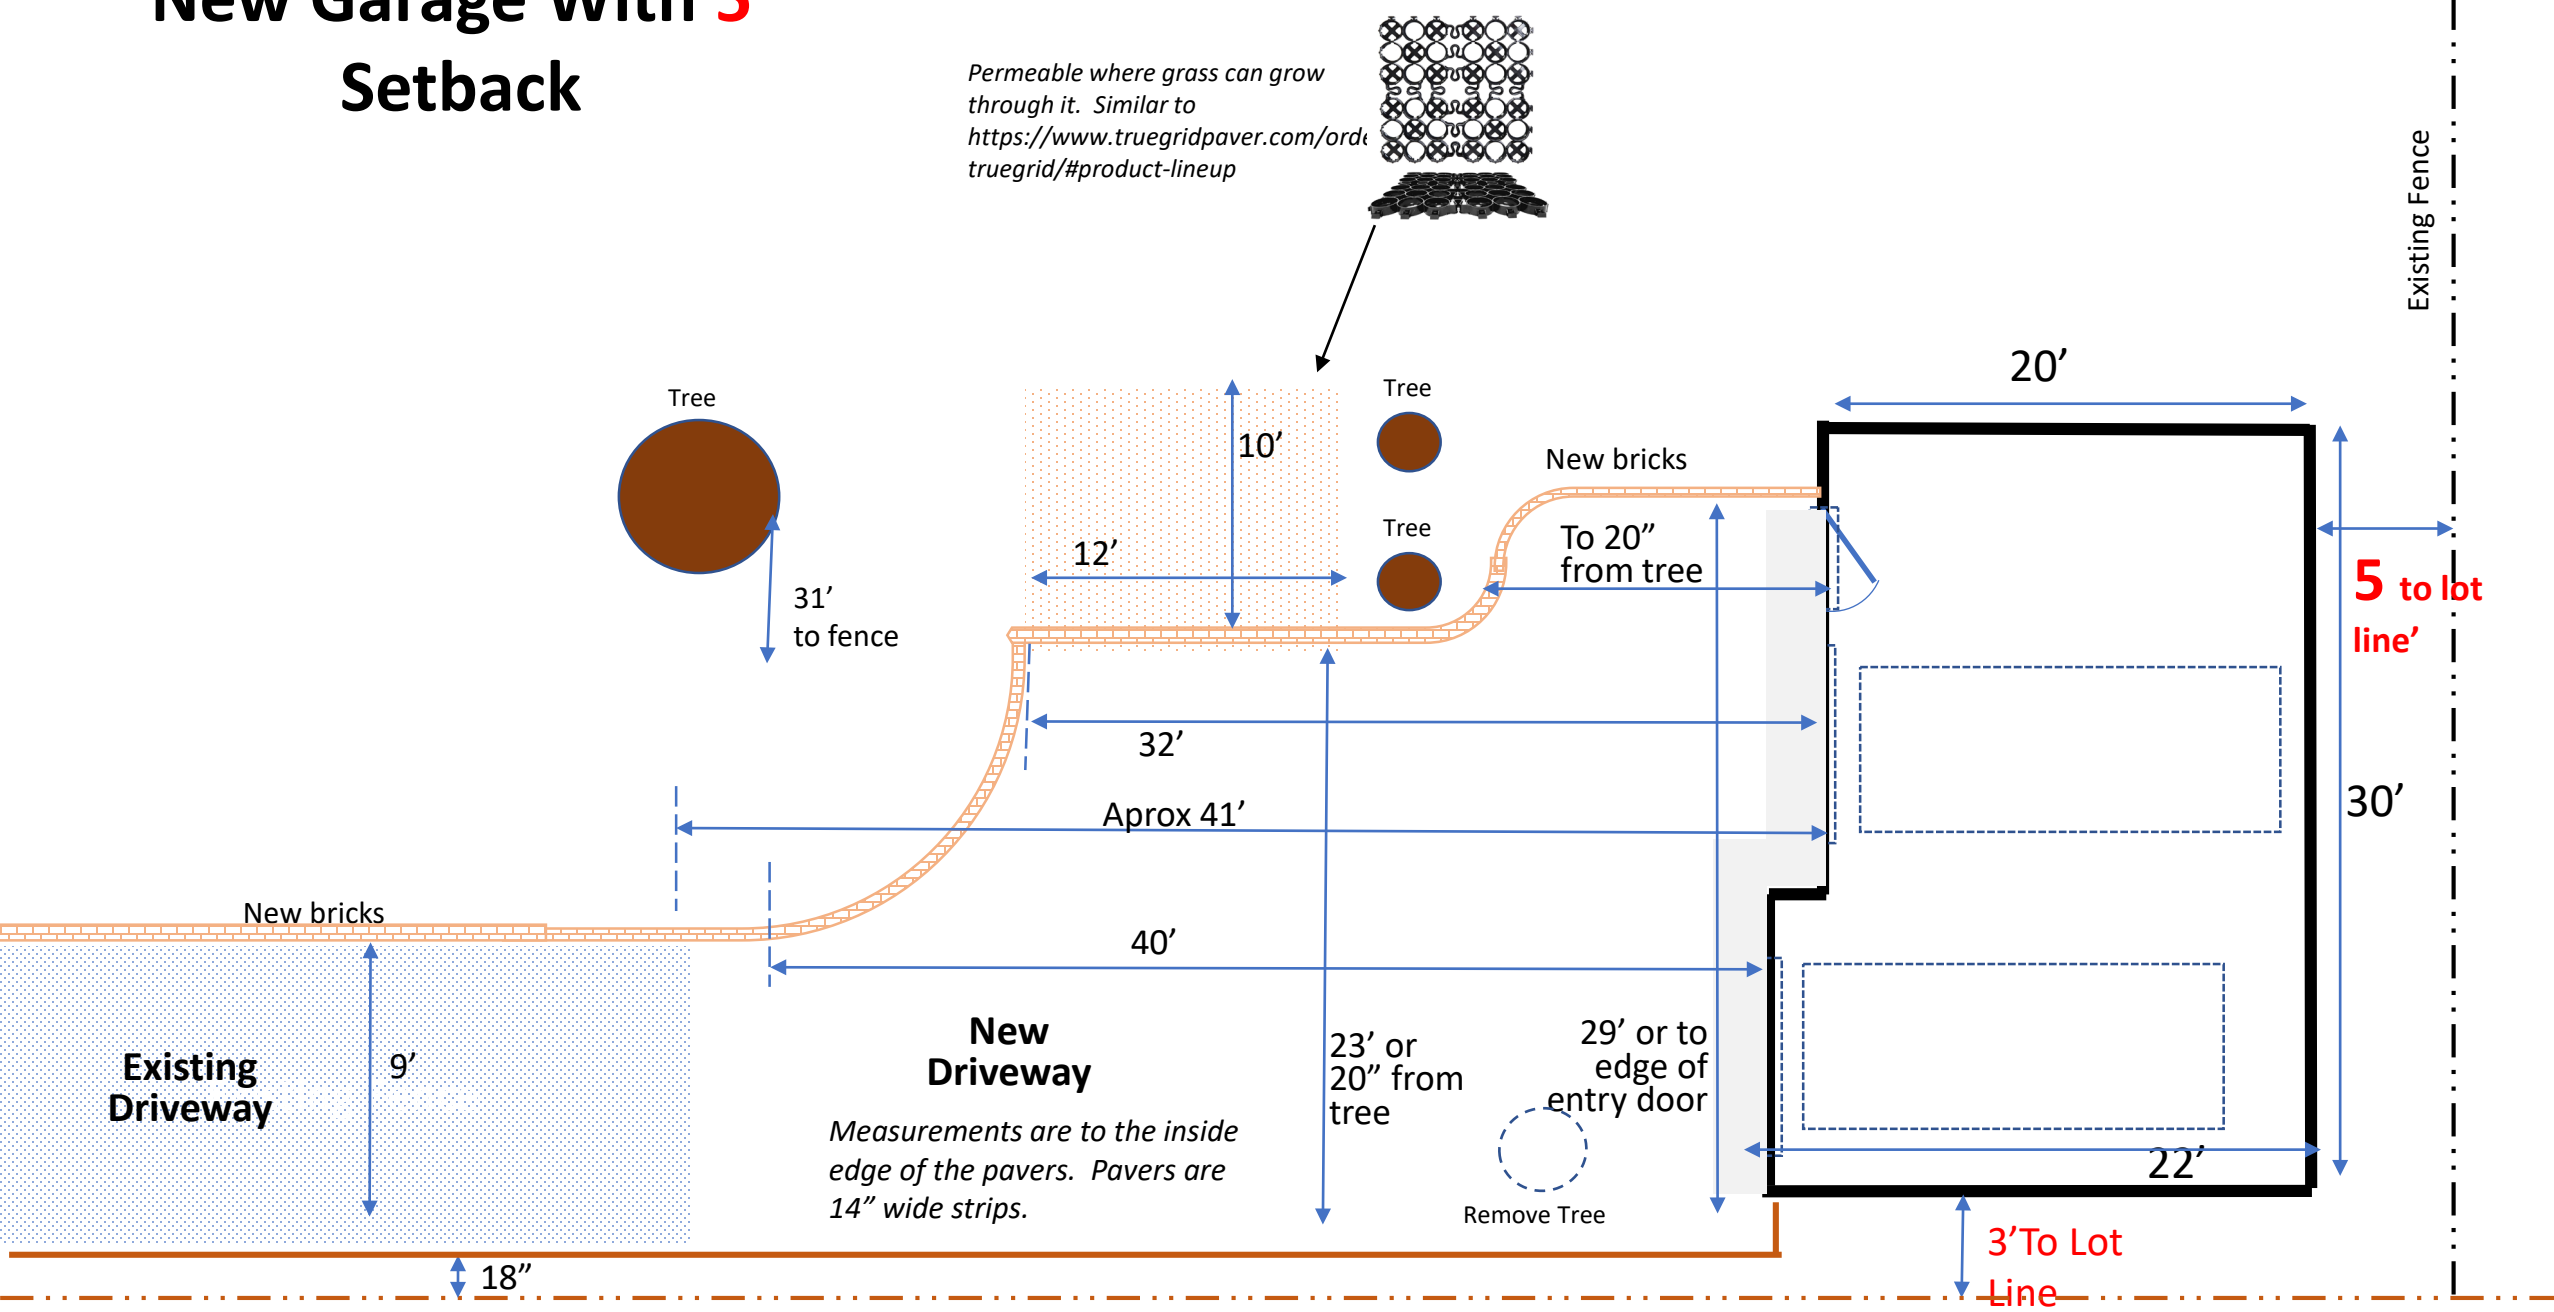 New Garage With 5
Setback
Permeable where grass can grow
through it.  Similar to
https://www.truegridpaver.com/orde
truegrid/#product-lineup
Existing Fence
20’
Tree
Tree
10’
New bricks
Tree
To 20”
from tree
12’
5 to lot
line’
31’
to fence
32’
Aprox 41’
30’
New bricks
40’
New
Driveway
23’ or
20” from
tree
29’ or to
edge of
entry door
Existing
Driveway
9’
Measurements are to the inside
edge of the pavers.  Pavers are
14” wide strips.
22’
Remove Tree
3’To Lot
Line
18”